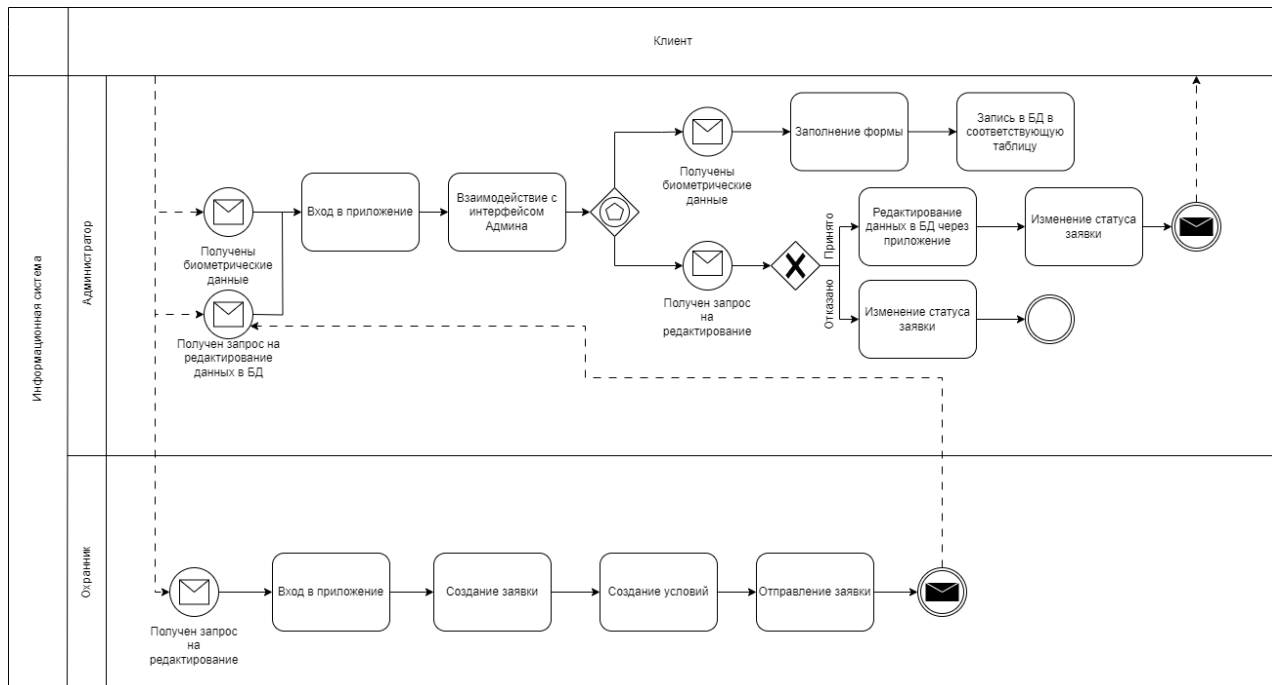 Клиент
Информационная система
Администратор
Получены
биометрические
данные
Получен запрос на
редактирование
данных в БД
Вход в приложение
Взаимодействие с
интерфейсом
Админа
Получены
биометрические
данные
Заполнение формы
Запись в БД в
соответствующую
таблицу
Получен запрос
на
редактирование
Принято
Отказано
Редактирование
данных в БД через
приложение
Изменение статуса
заявки
Изменение статуса
заявки
Охранник
Получен запрос
на
редактирование
Вход в приложение
Создание заявки
Создание условий
Отправление заявки